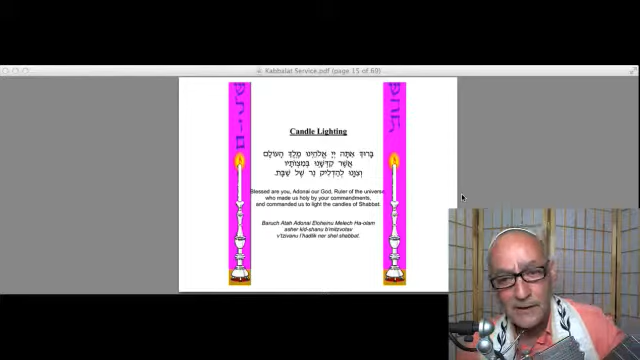 Kabbalat Service.pdf (page 15 of 69)
Candle Lighting
בָּרוּךְ אַתָּה יְיָ אֱלֹהֵינוּ מֶלֶךְ הָעוֹלָם
אֲשֶׁר קִדְּשָׁנוּ בְּמִצְוֹתָיו
וְצִוָּנוּ לְהַדְלִיק נֵר שֶׁל שַׁבָּת.
Blessed are you, Adonai our God, Ruler of the universe
who made us holy by your commandments,
and commanded us to light the candles of Shabbat.
Baruch Atah Adonai Eloheinu Melech Ha-olam
asher kid-shanu b'mitzvotav
v'tzivanu l'hadlik ner shel shabbat.